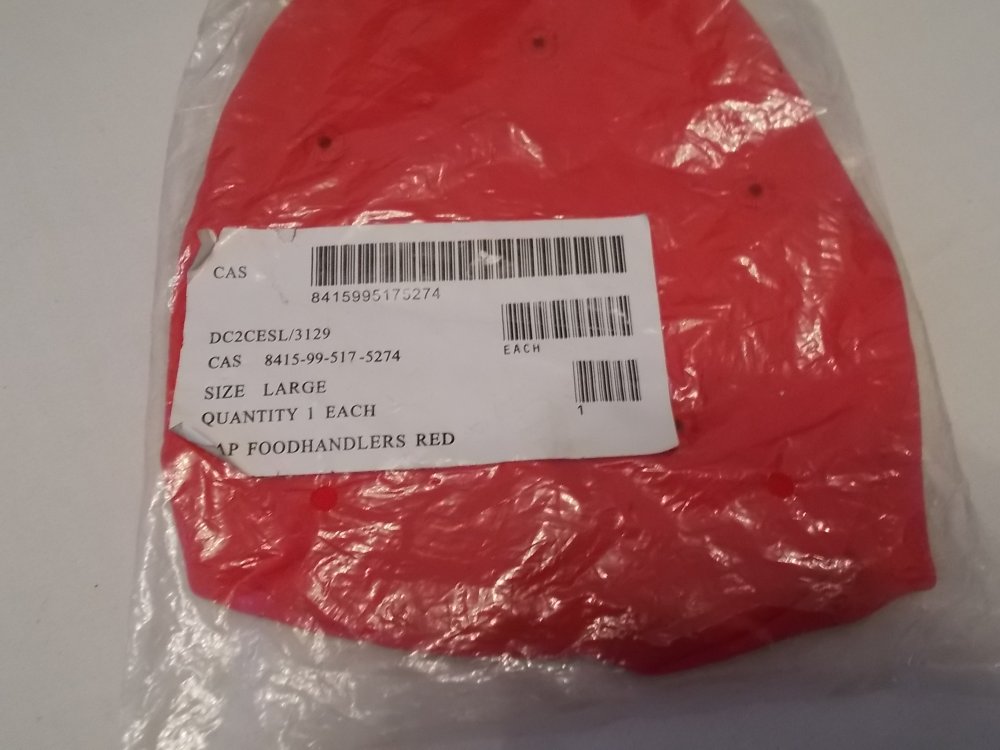 CAS
8415995175274
DC2CESL/3129
EACH
CAS 8415-99-517-5274
SIZE LARGE
QUANTITY 1 EACH
1
AP FOODHANDLERS RED